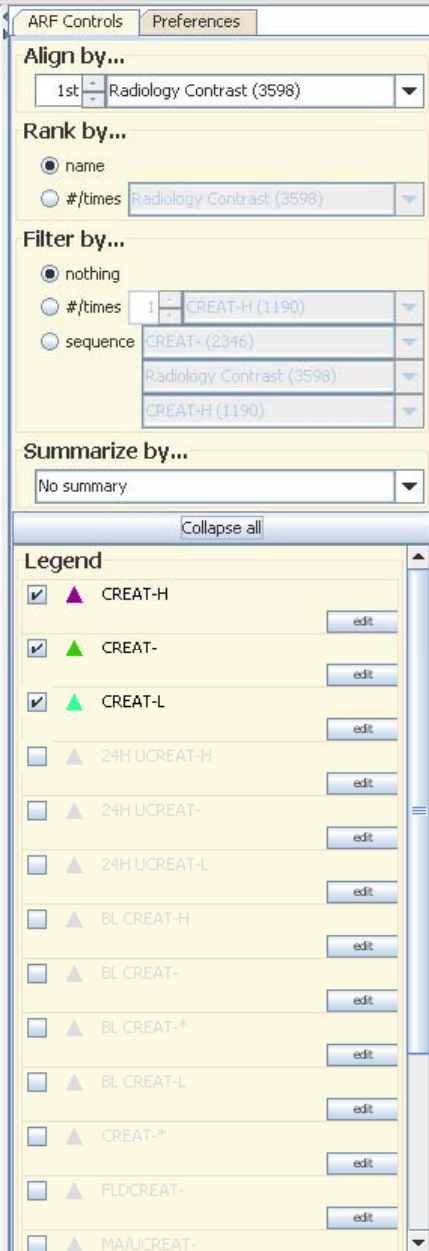 ARF Controls Preferences
Align by...
1st Radiology Contrast (3598)
Rank by...
name
#/times Radiology Contrast (3598)
Filter by...
nothing
#/times 1 CREAT-H (1190)
sequence CREAT- (2346)
Radiology Contrast (3598)
CREAT-H (1190)
Summarize by...
No summary
Collapse all
Legend
CREAT-H
edit
CREAT-
edit
CREAT-L
edit
24H UCREAT-H
edit
24H UCREAT-
edit
24H UCREAT-L
edit
BL CREAT-H
edit
BL CREAT-
edit
BL CREAT-*
edit
BL CREAT-L
edit
CREAT-*
edit
FLDCREAT-
edit
MA/UCREAT-